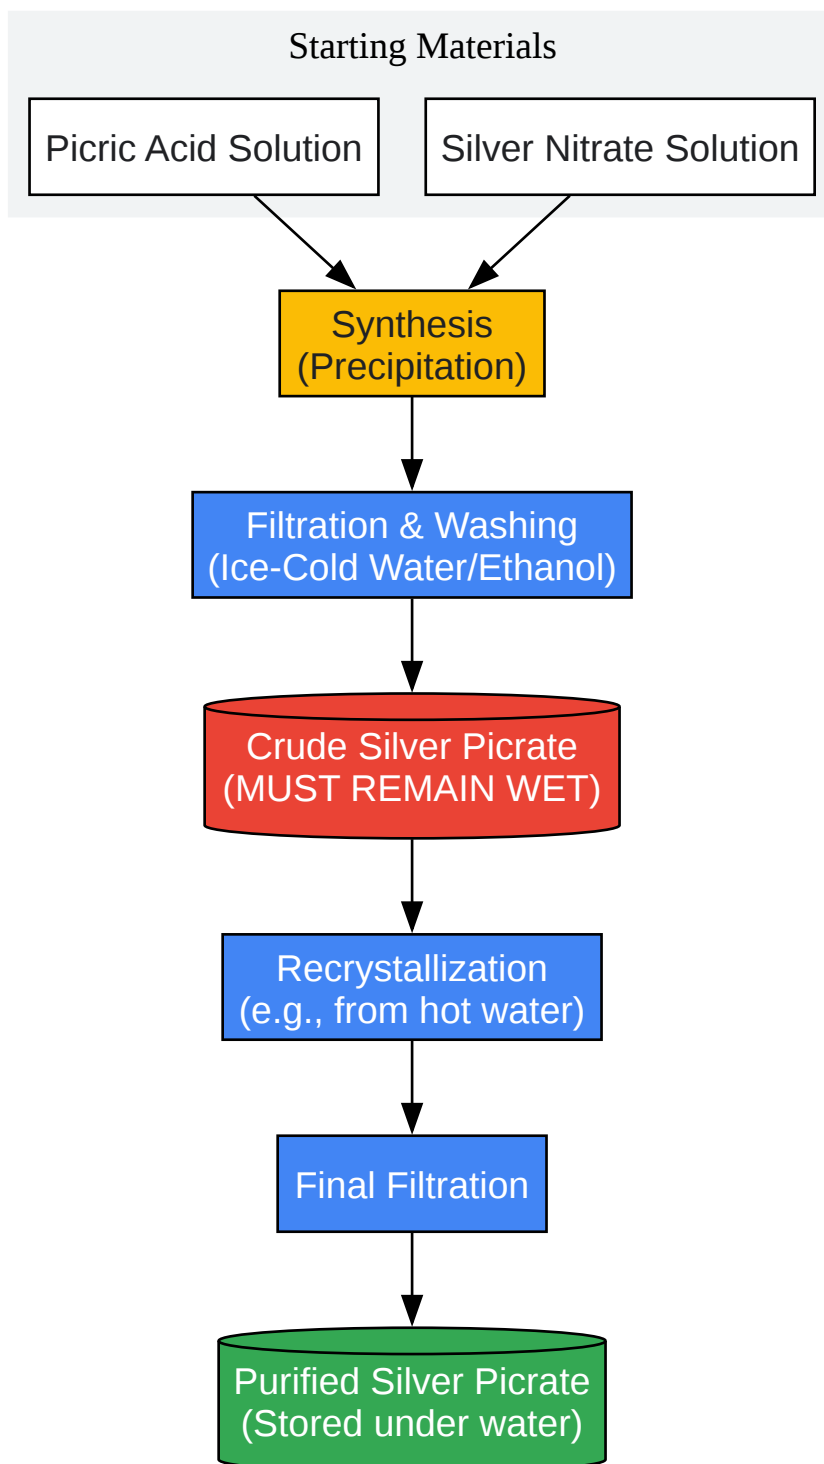 Starting Materials
Picric Acid Solution
Silver Nitrate Solution
Synthesis
(Precipitation)
Filtration & Washing
(Ice-Cold Water/Ethanol)
Crude Silver Picrate
(MUST REMAIN WET)
Recrystallization
(e.g., from hot water)
Final Filtration
Purified Silver Picrate
(Stored under water)